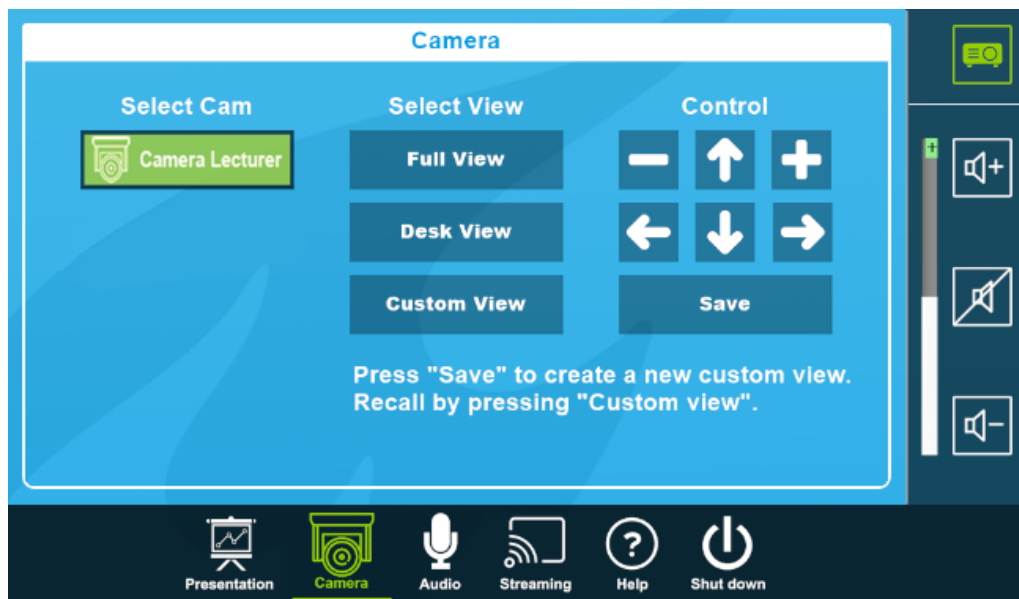 Camera
Select Cam
Select View
Control
Camera Lecturer
Full View
Desk View
Custom View
Save
Press "Save" to create a new custom view.
Recall by pressing "Custom view".
Presentation
Camera
Audio
Streaming
Help
Shut down